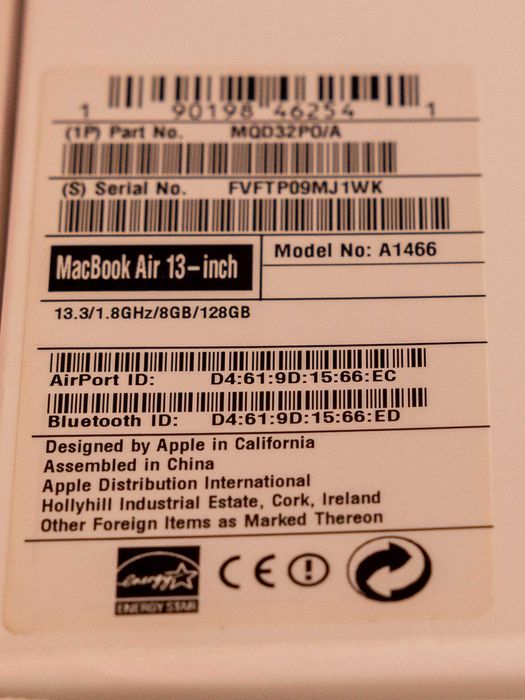 1 90198 46254 1
(1P) Part No. MQD32PO/A
(S) Serial No. FVFTP09MJ1WK
MacBook Air 13-inch
Model No: A1466
13.3/1.8GHz/8GB/128GB
AirPort ID: D4:61:9D:15:66:EC
Bluetooth ID: D4:61:9D:15:66:ED
Designed by Apple in California
Assembled in China
Apple Distribution International
Hollyhill Industrial Estate, Cork, Ireland
Other Foreign Items as Marked Thereon
energy
ENERGY STAR
CE